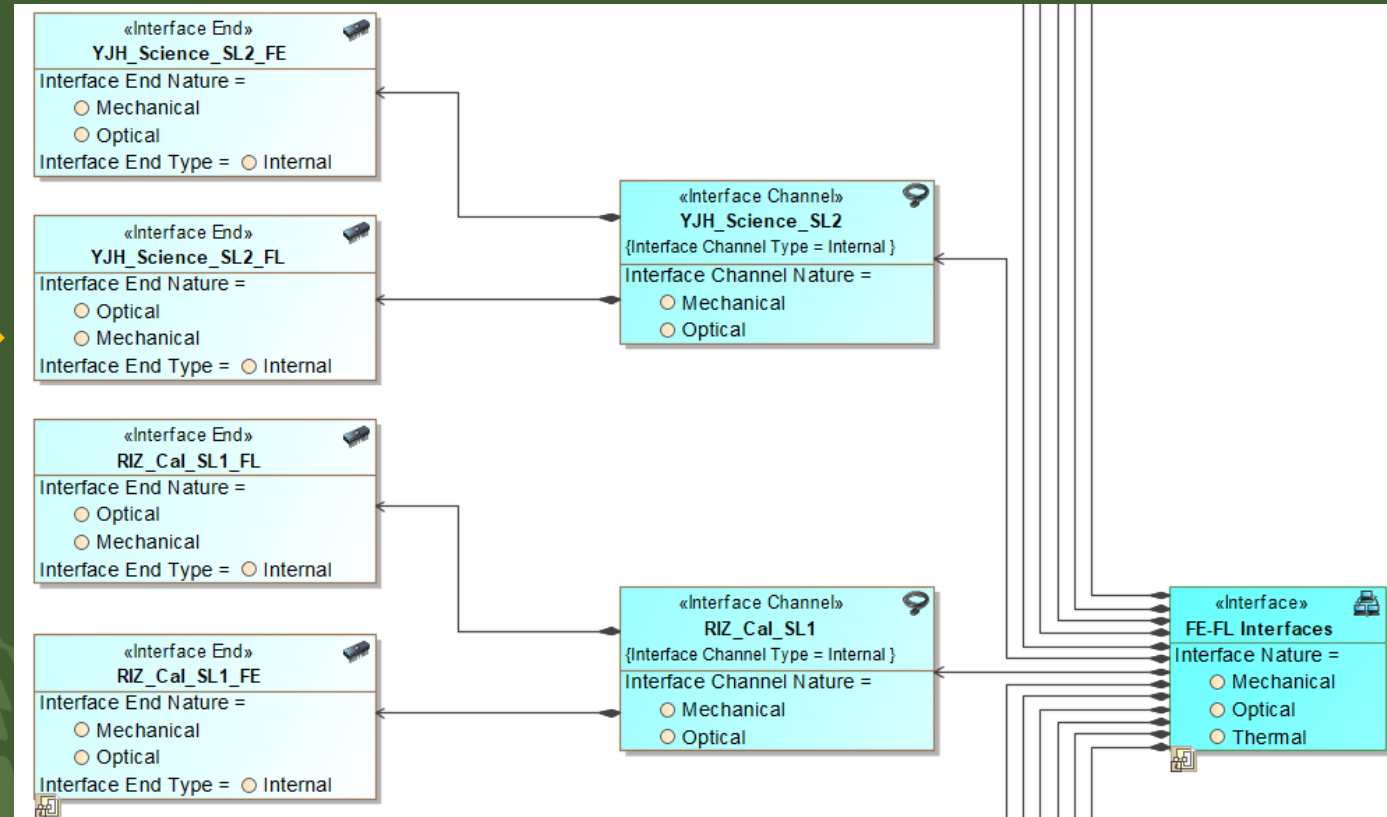 «Interface End»
YJH_Science_SL2_FE
Interface End Nature =
Mechanical
Optical
Interface End Type = Internal
«Interface End»
YJH_Science_SL2_FL
Interface End Nature =
Optical
Mechanical
Interface End Type = Internal
«Interface End»
RIZ_Cal_SL1_FL
Interface End Nature =
Optical
Mechanical
Interface End Type = Internal
«Interface End»
RIZ_Cal_SL1_FE
Interface End Nature =
Mechanical
Optical
Interface End Type = Internal
«Interface Channel»
YJH_Science_SL2
{Interface Channel Type = Internal }
Interface Channel Nature =
Mechanical
Optical
«Interface Channel»
RIZ_Cal_SL1
{Interface Channel Type = Internal }
Interface Channel Nature =
Mechanical
Optical
«Interface»
FE-FL Interfaces
Interface Nature =
Mechanical
Optical
Thermal